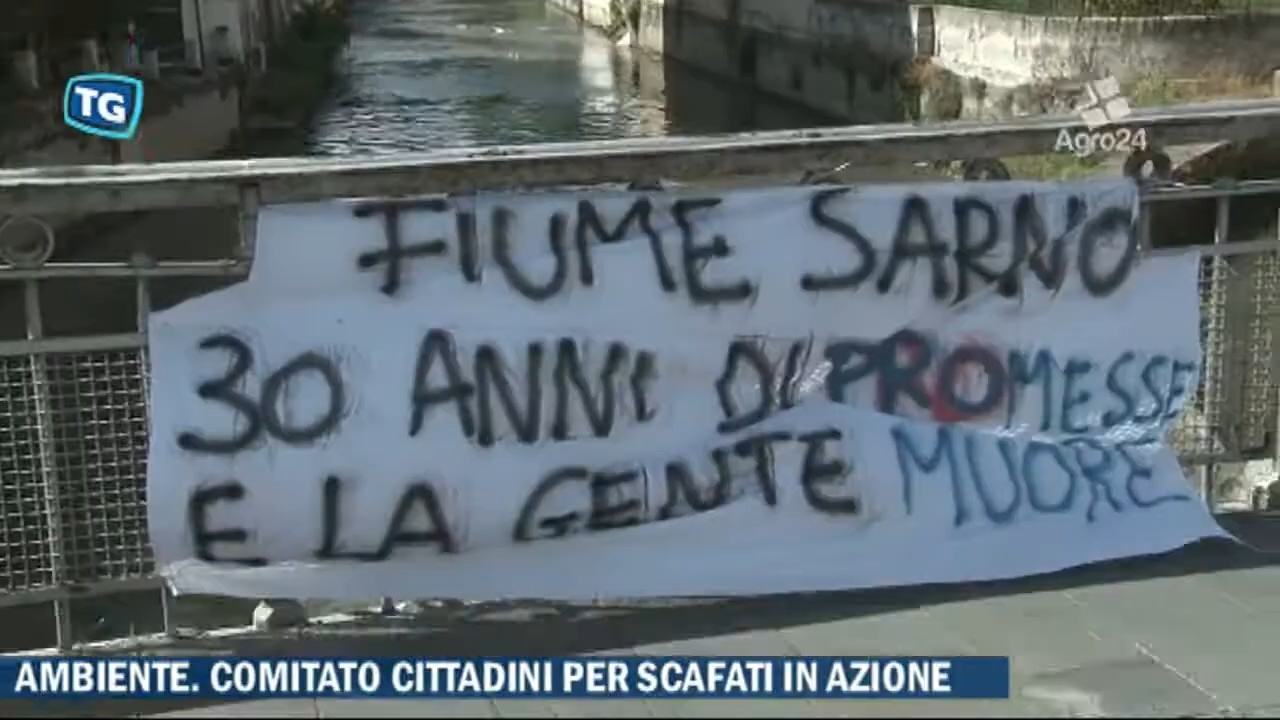 TG
Agro24
FIUME SARNO
30 ANNI DI PROMESSE
E LA GENTE MUORE
AMBIENTE. COMITATO CITTADINI PER SCAFATI IN AZIONE